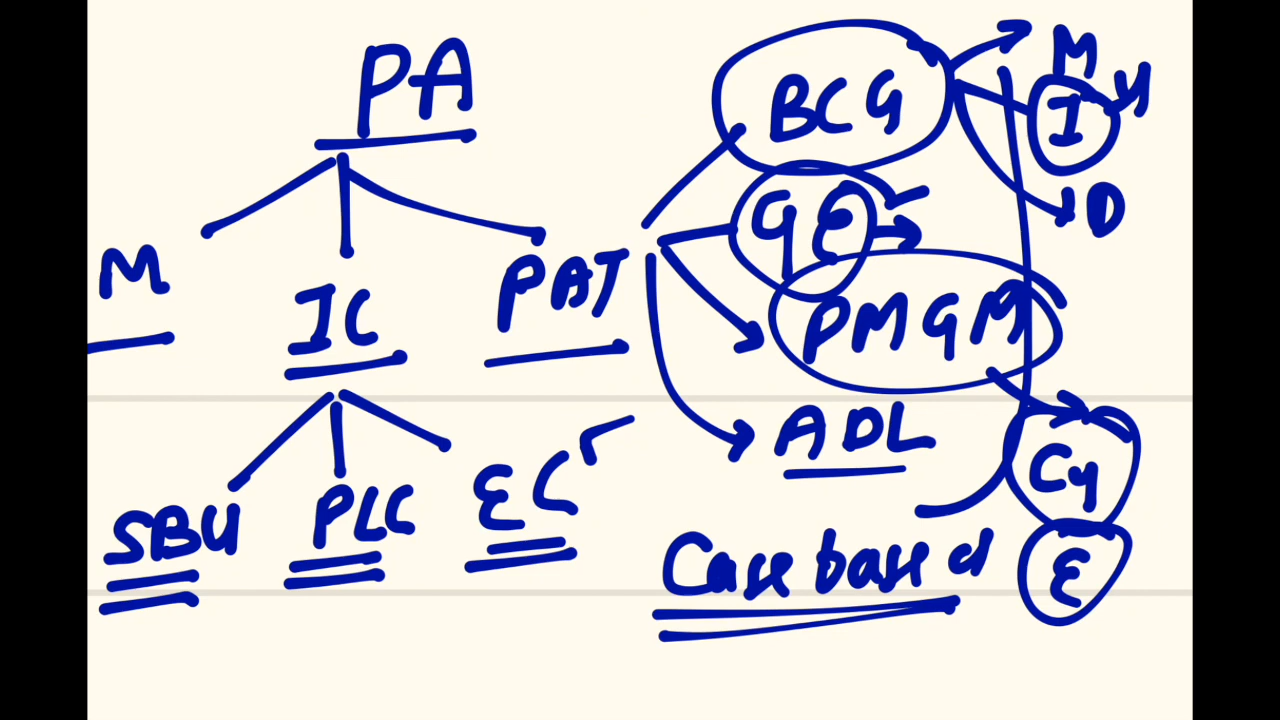 PA
BCG
M
I y
D
GE
M
IC
PAT
PMGM
ADL
SBU
PLC
EC
Cy
Case based
E